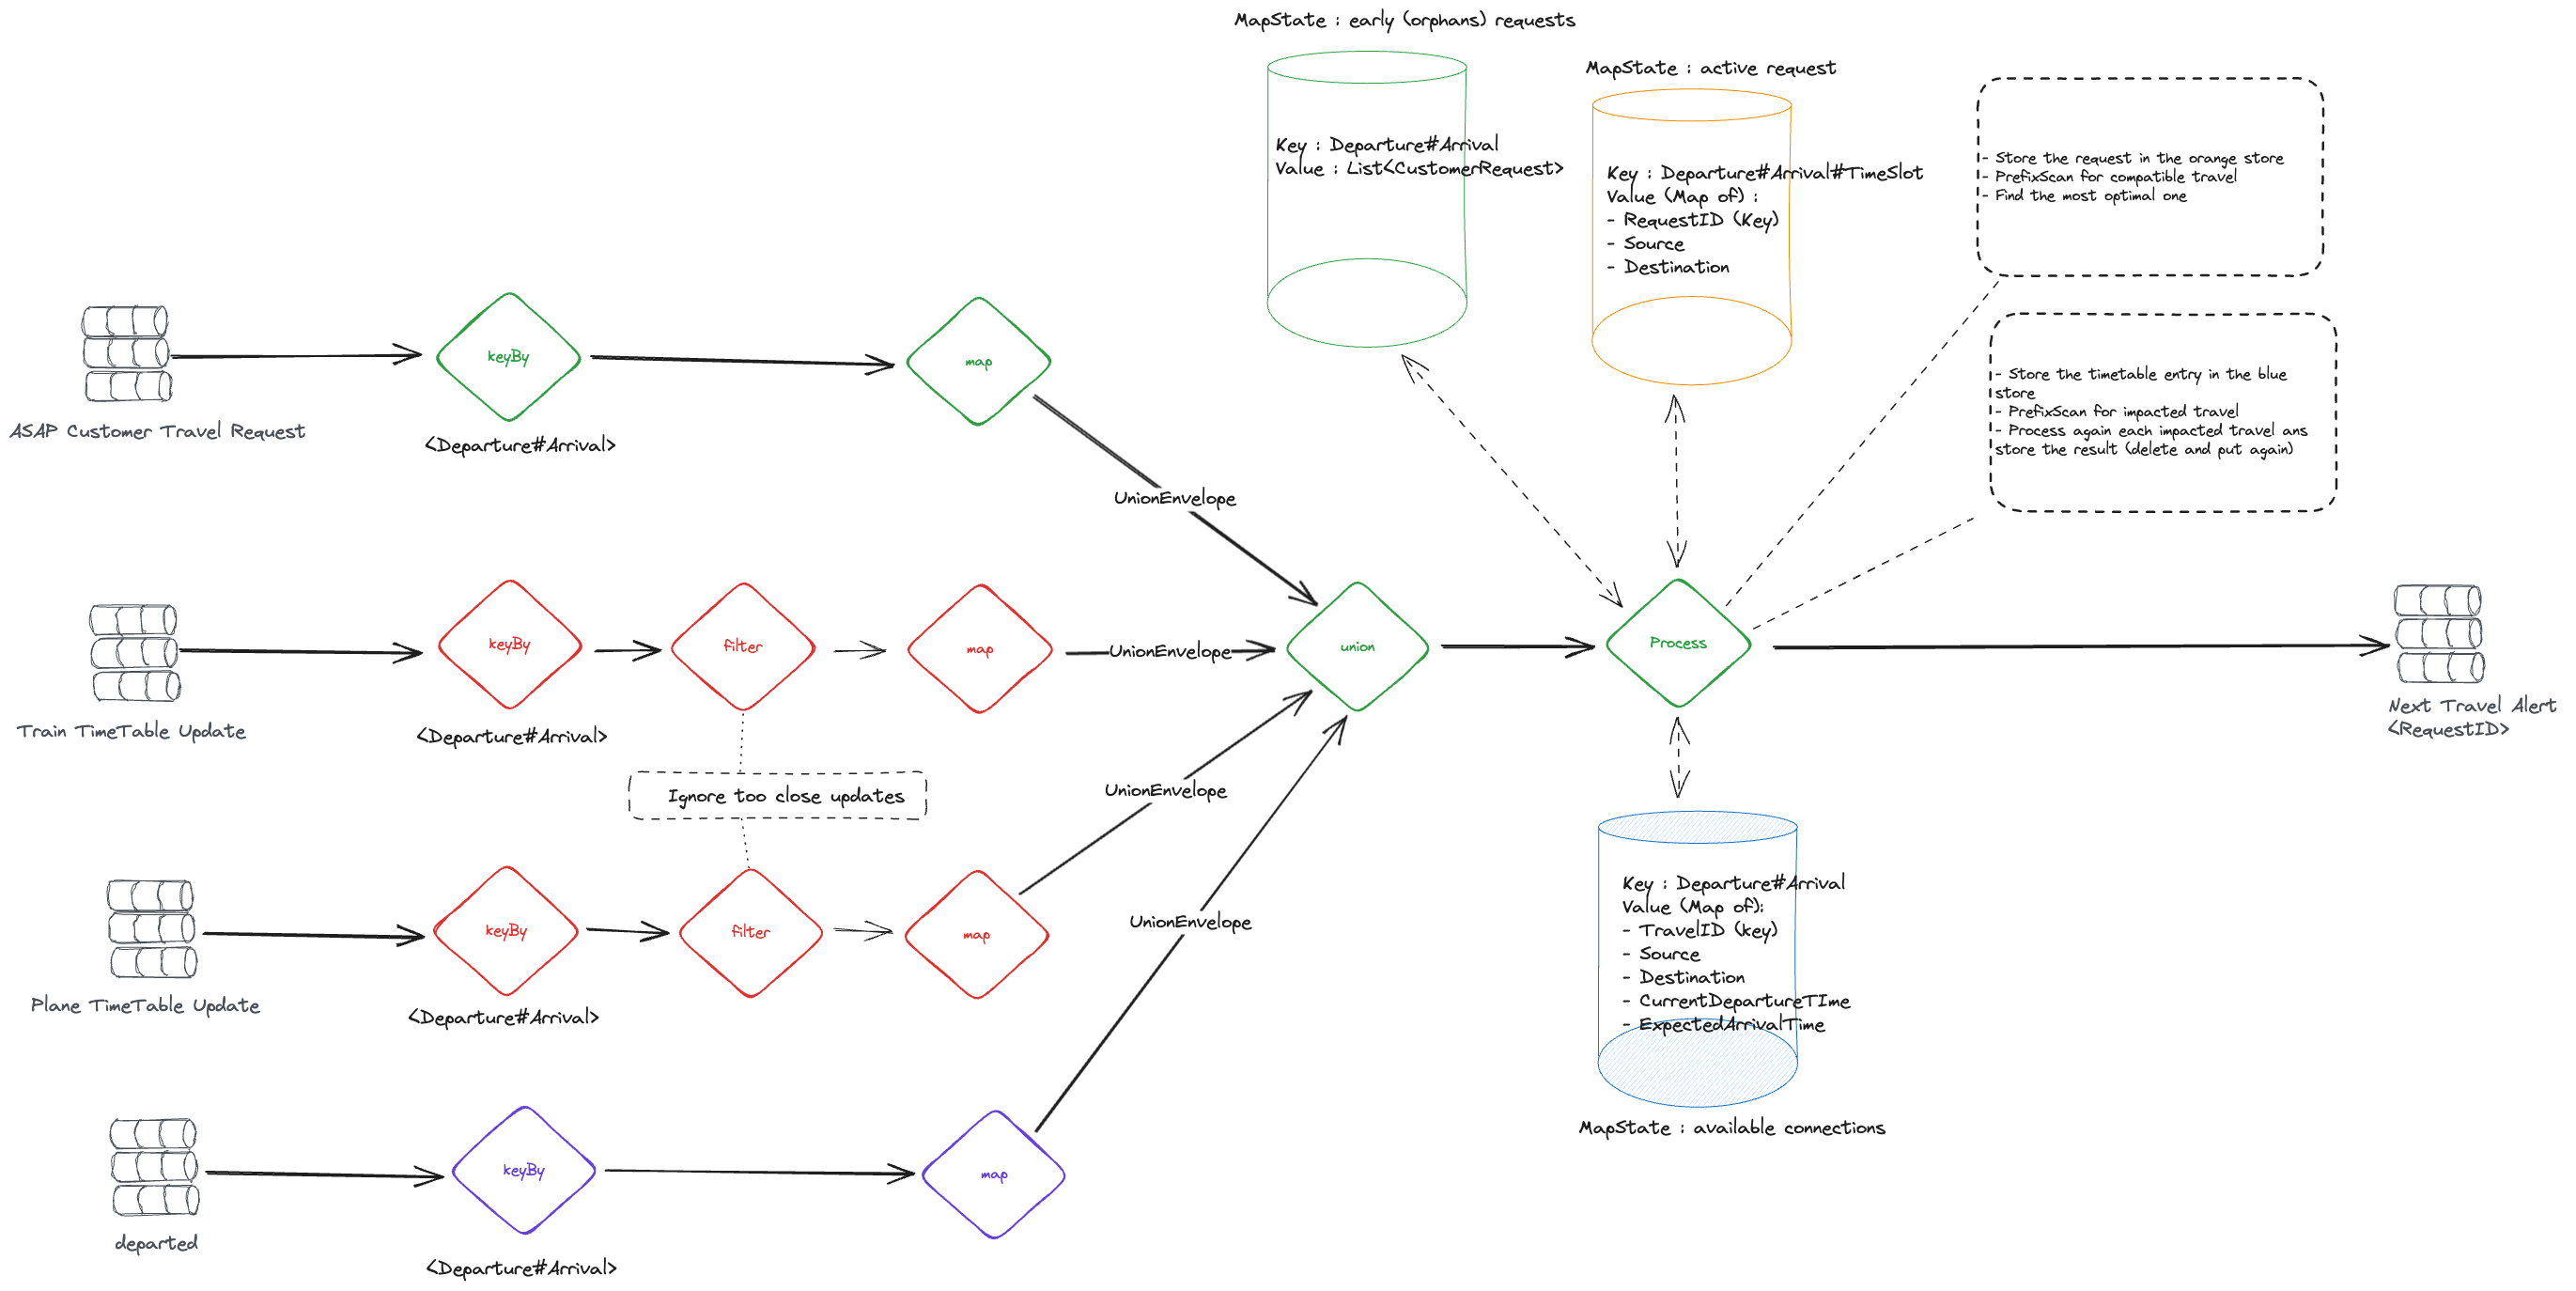 MapState : early (orphans) requests
Key : Departure#Arrival
Value : List<CustomerRequest>
MapState : active request
Key : Departure#Arrival#TimeSlot
Value (Map of) :
- RequestID (Key)
- Source
- Destination
- Store the request in the orange store
- PrefixScan for compatible travel
- Find the most optimal one
- Store the timetable entry in the blue
store
- PrefixScan for impacted travel
- Process again each impacted travel ans
store the result (delete and put again)
ASAP Customer Travel Request
keyBy
<Departure#Arrival>
map
UnionEnvelope
Train TimeTable Update
keyBy
<Departure#Arrival>
filter
map
UnionEnvelope
union
Process
Next Travel Alert
<RequestID>
Ignore too close updates
Plane TimeTable Update
keyBy
<Departure#Arrival>
filter
map
UnionEnvelope
departed
keyBy
<Departure#Arrival>
map
UnionEnvelope
Key : Departure#Arrival
Value (Map of):
- TravelID (key)
- Source
- Destination
- CurrentDepartureTIme
- ExpectedArrivalTime
MapState : available connections